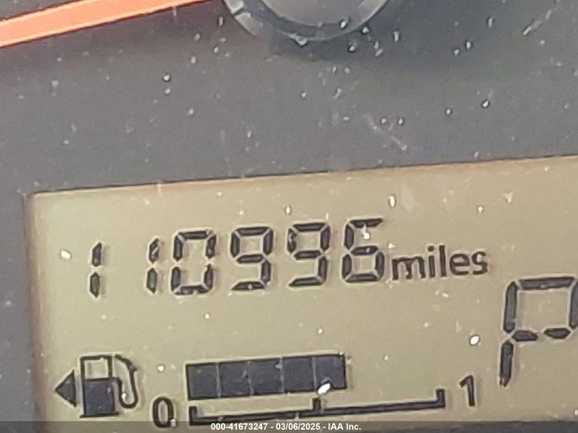 110996 miles
P
0 1
000-41673247 - 03/06/2025 - IAA Inc.